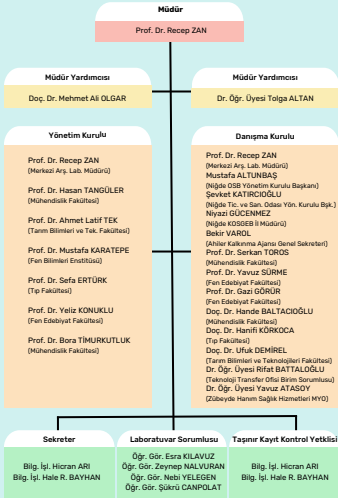 Müdür
Prof. Dr. Recep ZAN
Müdür Yardımcısı
Doç. Dr. Mehmet Ali OLGAR
Müdür Yardımcısı
Dr. Öğr. Üyesi Tolga ALTAN
Yönetim Kurulu
Prof. Dr. Recep ZAN
(Merkezi Arş. Lab. Müdürü)
Prof. Dr. Hasan TANGÜLER
(Mühendislik Fakültesi)
Prof. Dr. Ahmet Latif TEK
(Tarım Bilimleri ve Tek. Fakültesi)
Prof. Dr. Mustafa KARATEPE
(Fen Bilimleri Enstitüsü)
Prof. Dr. Sefa ERTÜRK
(Tıp Fakültesi)
Prof. Dr. Yeliz KONUKLU
(Fen Edebiyat Fakültesi)
Prof. Dr. Bora TİMURKUTLUK
(Mühendislik Fakültesi)
Danışma Kurulu
Prof. Dr. Recep ZAN
(Merkezi Arş. Lab. Müdürü)
Mustafa ALTUNBAŞ
(Niğde OSB Yönetim Kurulu Başkanı)
Şevket KATIRCIOĞLU
(Niğde Tic. ve San. Odası Yön. Kurulu Bşk.)
Niyazi GÜCENMEZ
(Niğde KOSGEB İl Müdürü)
Bekir VAROL
(Ahiler Kalkınma Ajansı Genel Sekreteri)
Prof. Dr. Serkan TOROS
(Mühendislik Fakültesi)
Prof. Dr. Yavuz SÜRME
(Fen Edebiyat Fakültesi)
Prof. Dr. Gazi GÖRÜR
(Fen Edebiyat Fakültesi)
Doç. Dr. Hande BALTACIOĞLU
(Mühendislik Fakültesi)
Doç. Dr. Hanifi KÖRKOCA
(Tıp Fakültesi)
Doç. Dr. Ufuk DEMİREL
(Tarım Bilimleri ve Teknolojileri Fakültesi)
Dr. Öğr. Üyesi Rifat BATTALOĞLU
(Teknoloji Transfer Ofisi Birim Sorumlusu)
Dr. Öğr. Üyesi Yavuz ATASOY
(Zübeyde Hanım Sağlık Hizmetleri MYO)
Sekreter
Bilg. İşl. Hicran ARI
Bilg. İşl. Hale R. BAYHAN
Laboratuvar Sorumlusu
Öğr. Gör. Esra KILAVUZ
Öğr. Gör. Zeynep NALVURAN
Öğr. Gör. Nebi YELEGEN
Öğr. Gör. Şükrü CANPOLAT
Taşınır Kayıt Kontrol Yetklisi
Bilg. İşl. Hicran ARI
Bilg. İşl. Hale R. BAYHAN